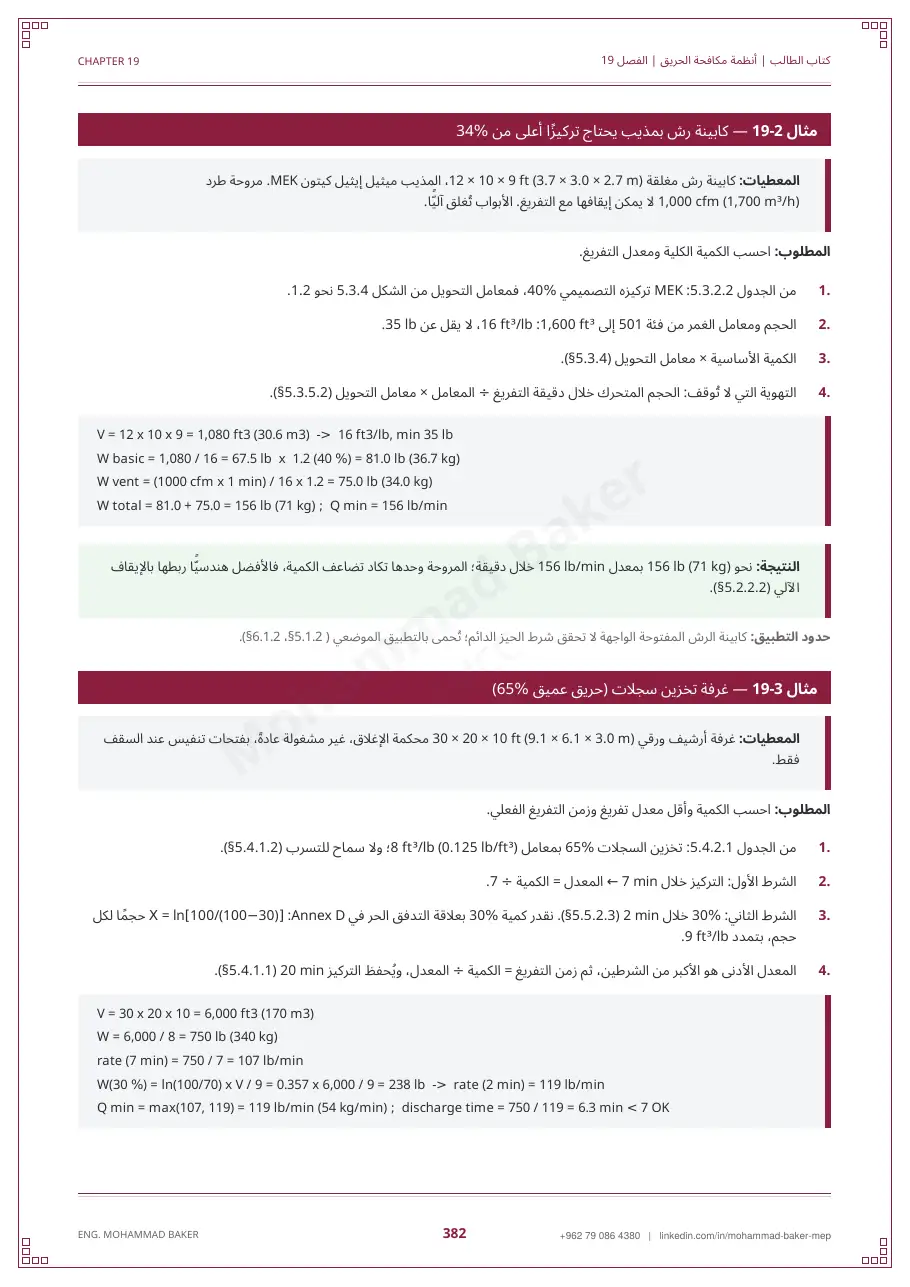 CHAPTER 19
كتاب الطالب | أنظمة مكافحة الحريق | الفصل 19
مثال 2-19 — كابينة رش بمذيب يحتاج تركيزًا أعلى من 34%
المعطيات: كابينة رش مغلقة 12 × 10 × 9 ft (3.7 × 3.0 × 2.7 m)، المذيب ميثيل إيثيل كيتون MEK. مروحة طرد
1,000 cfm (1,700 m³/h) لا يمكن إيقافها مع التفريغ. الأبواب تُغلق آليًّا.
المطلوب: احسب الكمية الكلية ومعدل التفريغ.
1. من الجدول 5.3.2.2: MEK تركيزه التصميمي 40%، فمعامل التحويل من الشكل 5.3.4 نحو 1.2.
2. الحجم ومعامل الغمر من فئة 501 إلى 1,600 ft³: 16 ft³/lb، لا يقل عن 35 lb.
3. الكمية الأساسية × معامل التحويل (§5.3.4).
4. التهوية التي لا تُوقف: الحجم المتحرك خلال دقيقة التفريغ ÷ المعامل × معامل التحويل (§5.3.5.2).
V = 12 x 10 x 9 = 1,080 ft3 (30.6 m3) -> 16 ft3/lb, min 35 lb
W basic = 1,080 / 16 = 67.5 lb x 1.2 (40 %) = 81.0 lb (36.7 kg)
W vent = (1000 cfm x 1 min) / 16 x 1.2 = 75.0 lb (34.0 kg)
W total = 81.0 + 75.0 = 156 lb (71 kg) ; Q min = 156 lb/min
النتيجة: نحو 156 lb (71 kg) بمعدل 156 lb/min خلال دقيقة؛ المروحة وحدها تكاد تضاعف الكمية، فالأفضل هندسيًّا ربطها بالإيقاف
الآلي (§5.2.2.2).
حدود التطبيق: كابينة الرش المفتوحة الواجهة لا تحقق شرط الحيز الدائم؛ تُحمى بالتطبيق الموضعي ( §5.1.2، §6.1.2).
مثال 3-19 — غرفة تخزين سجلات (حريق عميق 65%)
المعطيات: غرفة أرشيف ورقي 30 × 20 × 10 ft (9.1 × 6.1 × 3.0 m) محكمة الإغلاق، غير مشغولة عادةً، بفتحات تنفيس عند السقف
فقط.
المطلوب: احسب الكمية وأقل معدل تفريغ وزمن التفريغ الفعلي.
1. من الجدول 5.4.2.1: تخزين السجلات 65% بمعامل 8 ft³/lb (0.125 lb/ft³)؛ ولا سماح للتسرب (§5.4.1.2).
2. الشرط الأول: التركيز خلال 7 min ← المعدل = الكمية ÷ 7.
3. الشرط الثاني: 30% خلال 2 min (§5.5.2.3). نقدر كمية 30% بعلاقة التدفق الحر في Annex D: X = ln[100/(100−30)] حجمًا لكل
حجم، بتمدد 9 ft³/lb.
4. المعدل الأدنى هو الأكبر من الشرطين، ثم زمن التفريغ = الكمية ÷ المعدل، ويُحفظ التركيز 20 min (§5.4.1.1).
V = 30 x 20 x 10 = 6,000 ft3 (170 m3)
W = 6,000 / 8 = 750 lb (340 kg)
rate (7 min) = 750 / 7 = 107 lb/min
W(30 %) = ln(100/70) x V / 9 = 0.357 x 6,000 / 9 = 238 lb -> rate (2 min) = 119 lb/min
Q min = max(107, 119) = 119 lb/min (54 kg/min) ; discharge time = 750 / 119 = 6.3 min < 7 OK
Mohammad Baker
ENG. MOHAMMAD BAKER
382
+962 79 086 4380 | linkedin.com/in/mohammad-baker-mep